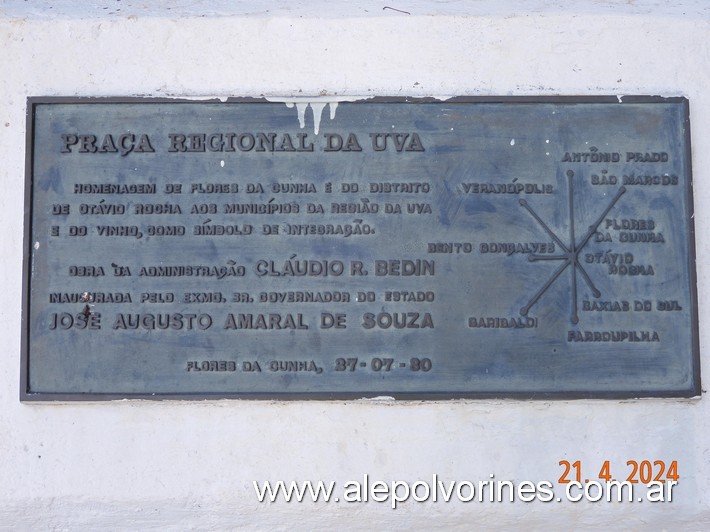 PRAÇA REGIONAL DA UVA
HOMENAGEM DE FLORES DA CUNHA E DO DISTRITO
DE OTÁVIO ROCHA AOS MUNICÍPIOS DA REGIÃO DA UVA
E DO VINHO, COMO SÍMBOLO DE INTEGRAÇÃO.
OBRA DA ADMINISTRAÇÃO CLÁUDIO R. BEDIN
INAUGURADA PELO EXMO. SR. GOVERNADOR DO ESTADO
JOSÉ AUGUSTO AMARAL DE SOUZA
FLORES DA CUNHA, 27-07-80
ANTÔNIO PRADO
SÃO MARCOS
VERANÓPOLIS
FLORES
DA CUNHA
BENTO GONÇALVES
OTÁVIO
ROCHA
CAXIAS DO SUL
GARIBALDI
FARROUPILHA
21. 4. 2024
www.alepolvorines.com.ar